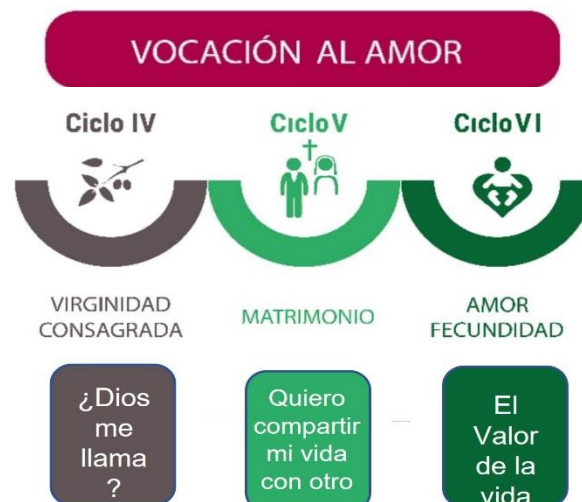 VOCACIÓN AL AMOR
Ciclo IV
Ciclo V
Ciclo VI
VIRGINIDAD
CONSAGRADA
MATRIMONIO
AMOR
FECUNDIDAD
¿Dios
me
llama
?
Quiero
compartir
mi vida
con otro
El
Valor
de la
vida